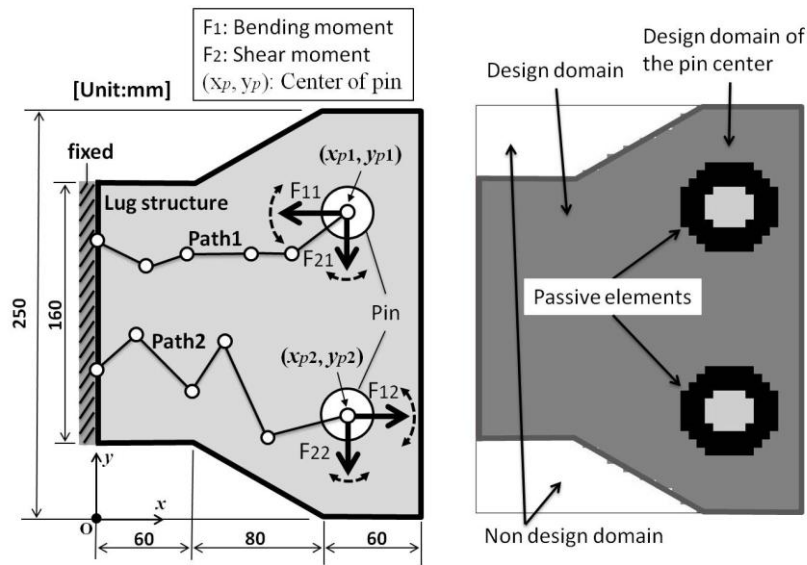 F1: Bending moment
F2: Shear moment
(xp, yp): Center of pin
[Unit:mm]
fixed
Lug structure
(xp1, yp1)
F11
Path1
F21
250
160
Pin
Path2
(xp2, yp2)
F12
F22
y
x
O
60
80
60
Design domain of
the pin center
Design domain
Passive elements
Non design domain